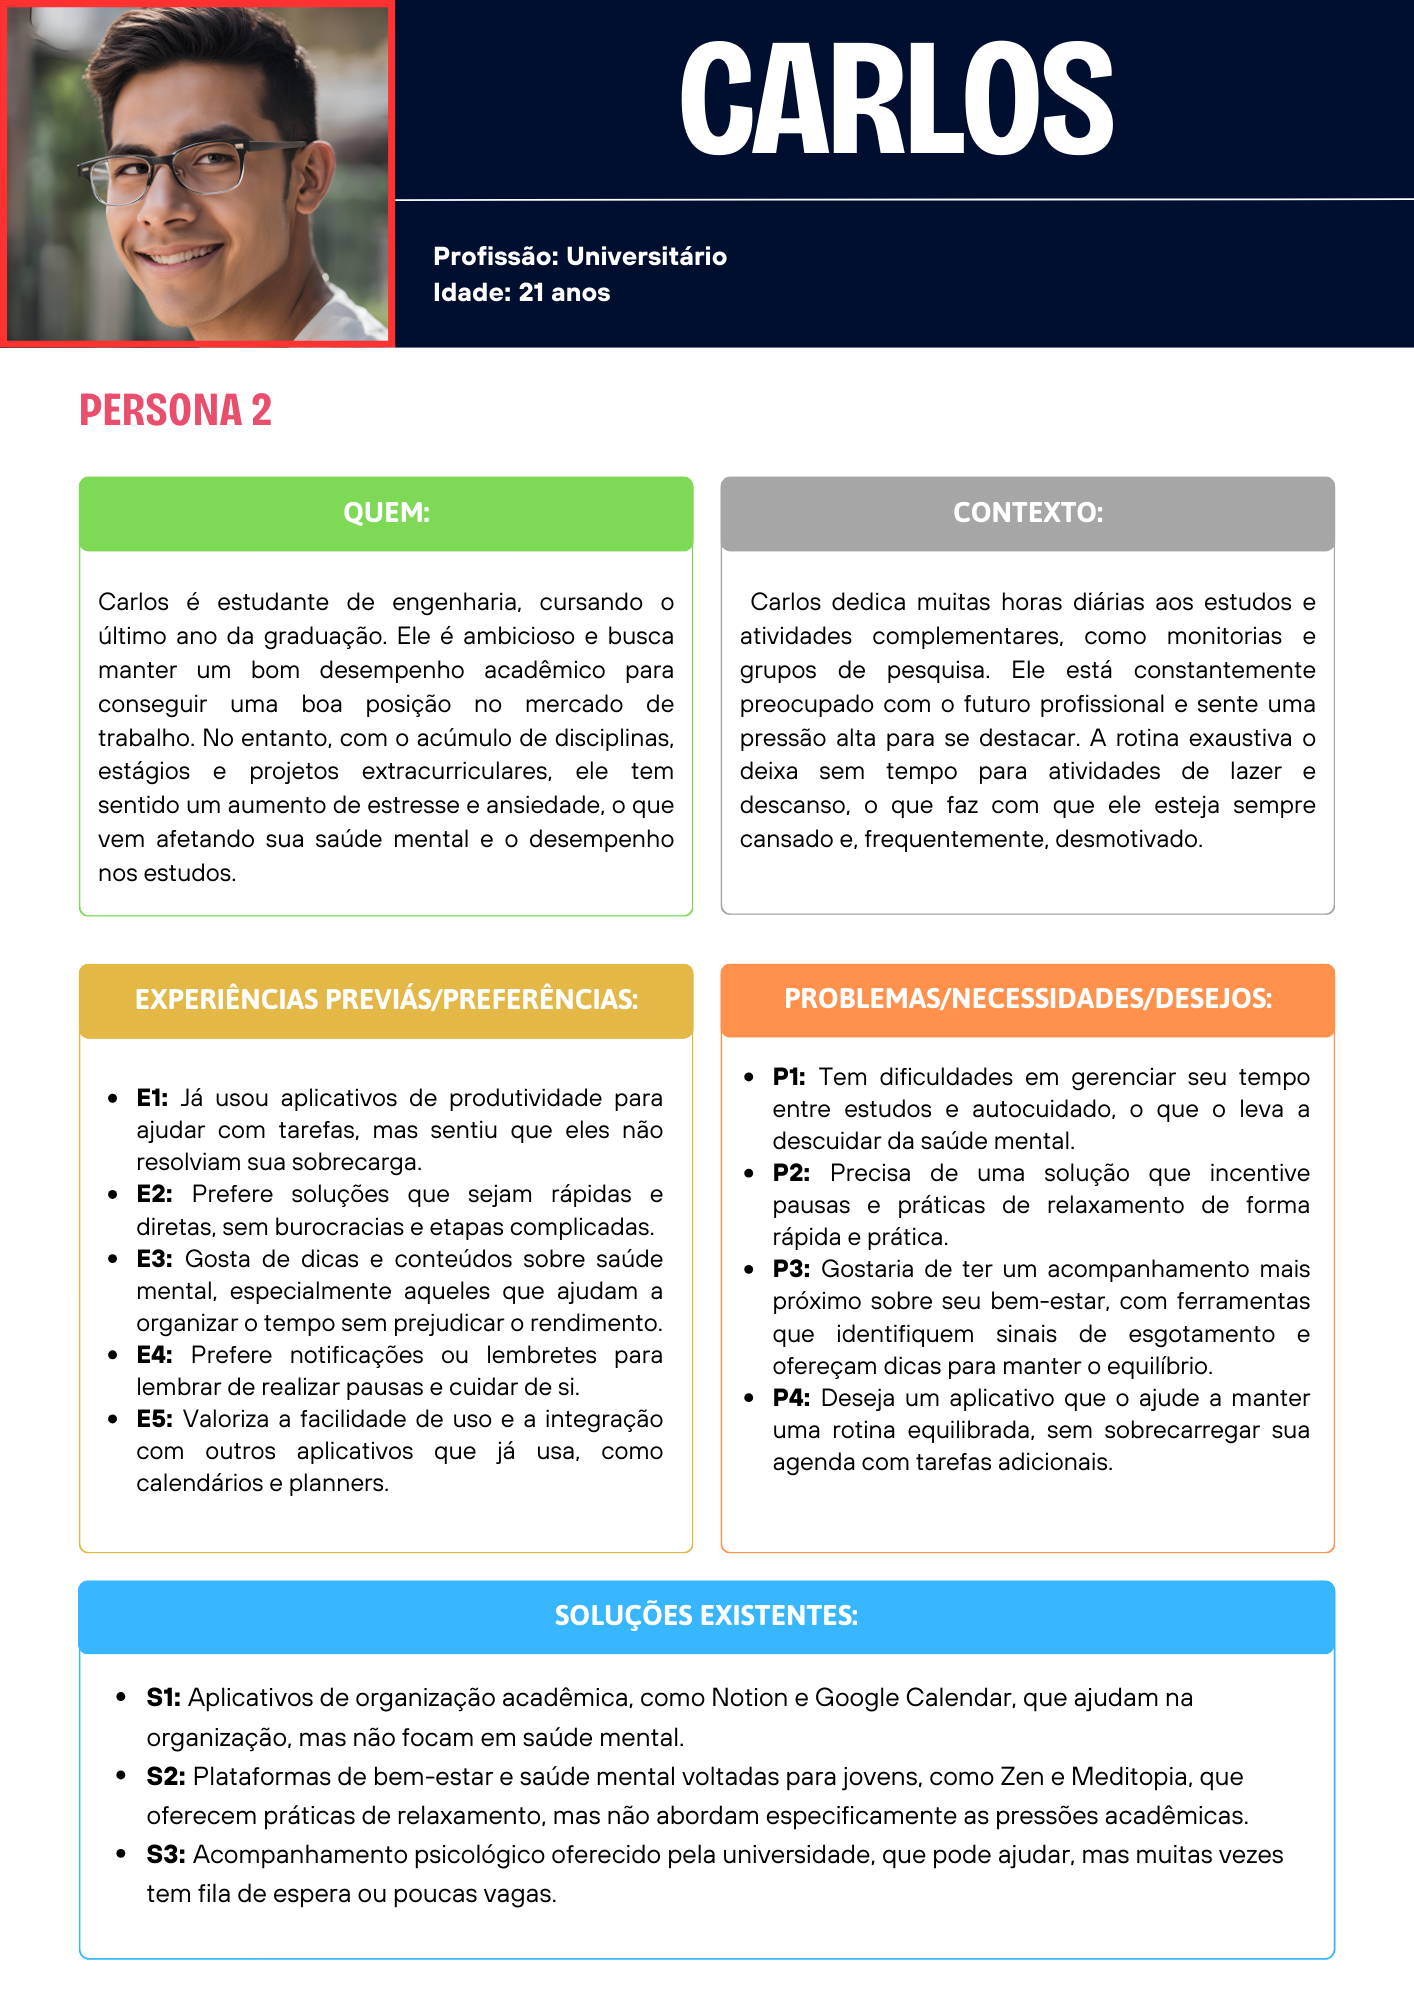 CARLOS
Profissão: Universitário
Idade: 21 anos
PERSONA 2
QUEM:
Carlos é estudante de engenharia, cursando o
último ano da graduação. Ele é ambicioso e busca
manter um bom desempenho acadêmico para
conseguir uma boa posição no mercado de
trabalho. No entanto, com o acúmulo de disciplinas,
estágios e projetos extracurriculares, ele tem
sentido um aumento de estresse e ansiedade, o que
vem afetando sua saúde mental e o desempenho
nos estudos.
CONTEXTO:
Carlos dedica muitas horas diárias aos estudos e
atividades complementares, como monitorias e
grupos de pesquisa. Ele está constantemente
preocupado com o futuro profissional e sente uma
pressão alta para se destacar. A rotina exaustiva o
deixa sem tempo para atividades de lazer e
descanso, o que faz com que ele esteja sempre
cansado e, frequentemente, desmotivado.
EXPERIÊNCIAS PREVIÁS/PREFERÊNCIAS:
• E1: Já usou aplicativos de produtividade para
ajudar com tarefas, mas sentiu que eles não
resolviam sua sobrecarga.
• E2: Prefere soluções que sejam rápidas e
diretas, sem burocracias e etapas complicadas.
• E3: Gosta de dicas e conteúdos sobre saúde
mental, especialmente aqueles que ajudam a
organizar o tempo sem prejudicar o rendimento.
• E4: Prefere notificações ou lembretes para
lembrar de realizar pausas e cuidar de si.
• E5: Valoriza a facilidade de uso e a integração
com outros aplicativos que já usa, como
calendários e planners.
PROBLEMAS/NECESSIDADES/DESEJOS:
• P1: Tem dificuldades em gerenciar seu tempo
entre estudos e autocuidado, o que o leva a
descuidar da saúde mental.
• P2: Precisa de uma solução que incentive
pausas e práticas de relaxamento de forma
rápida e prática.
• P3: Gostaria de ter um acompanhamento mais
próximo sobre seu bem-estar, com ferramentas
que identifiquem sinais de esgotamento e
ofereçam dicas para manter o equilíbrio.
• P4: Deseja um aplicativo que o ajude a manter
uma rotina equilibrada, sem sobrecarregar sua
agenda com tarefas adicionais.
SOLUÇÕES EXISTENTES:
• S1: Aplicativos de organização acadêmica, como Notion e Google Calendar, que ajudam na
organização, mas não focam em saúde mental.
• S2: Plataformas de bem-estar e saúde mental voltadas para jovens, como Zen e Meditopia, que
oferecem práticas de relaxamento, mas não abordam especificamente as pressões acadêmicas.
• S3: Acompanhamento psicológico oferecido pela universidade, que pode ajudar, mas muitas vezes
tem fila de espera ou poucas vagas.